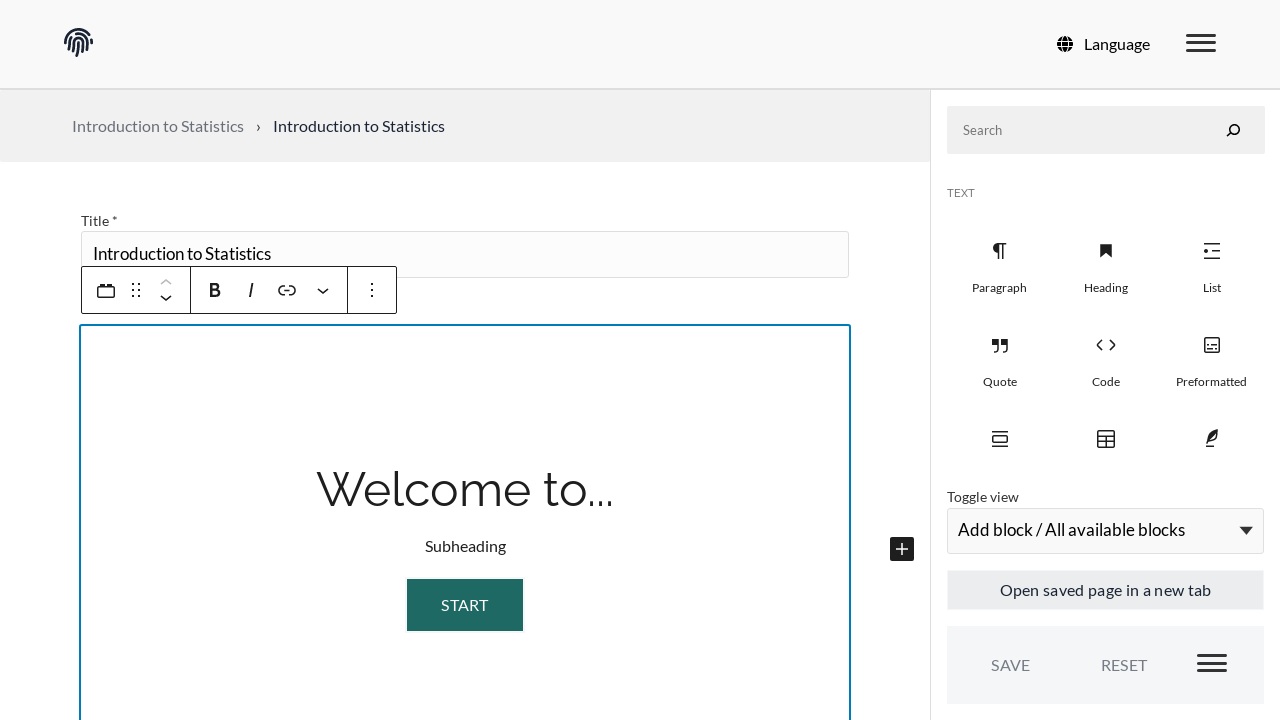 Language
Introduction to Statistics › Introduction to Statistics
Title *
Introduction to Statistics
B I
Welcome to...
Subheading
START
Search
TEXT
Paragraph Heading List
Quote Code Preformatted
Toggle view
Add block / All available blocks
Open saved page in a new tab
SAVE RESET